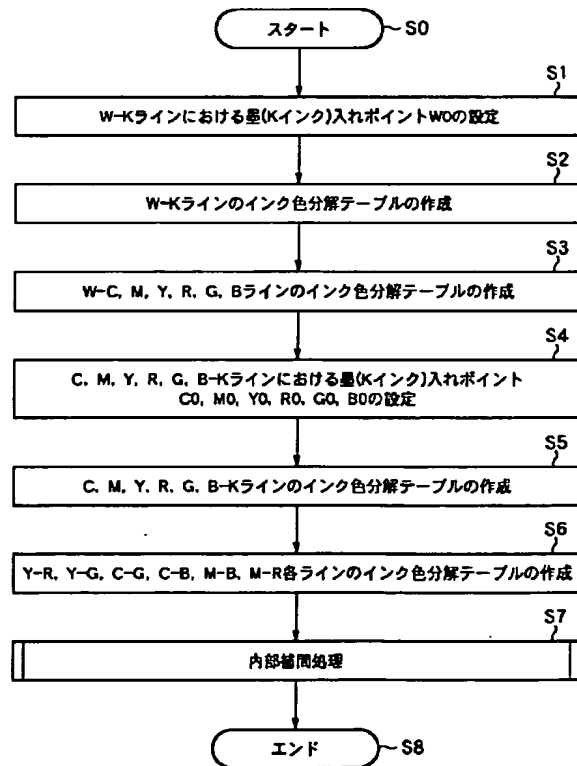 スタート
S0
S1
W-Kラインにおける墨(Kインク)入れポイントW0の設定
S2
W-Kラインのインク色分解テーブルの作成
S3
W-C, M, Y, R, G, Bラインのインク色分解テーブルの作成
S4
C, M, Y, R, G, B-Kラインにおける墨(Kインク)入れポイント
C0, M0, Y0, R0, G0, B0の設定
S5
C, M, Y, R, G, B-Kラインのインク色分解テーブルの作成
S6
Y-R, Y-G, C-G, C-B, M-B, M-R各ラインのインク色分解テーブルの作成
S7
内部補間処理
エンド
S8